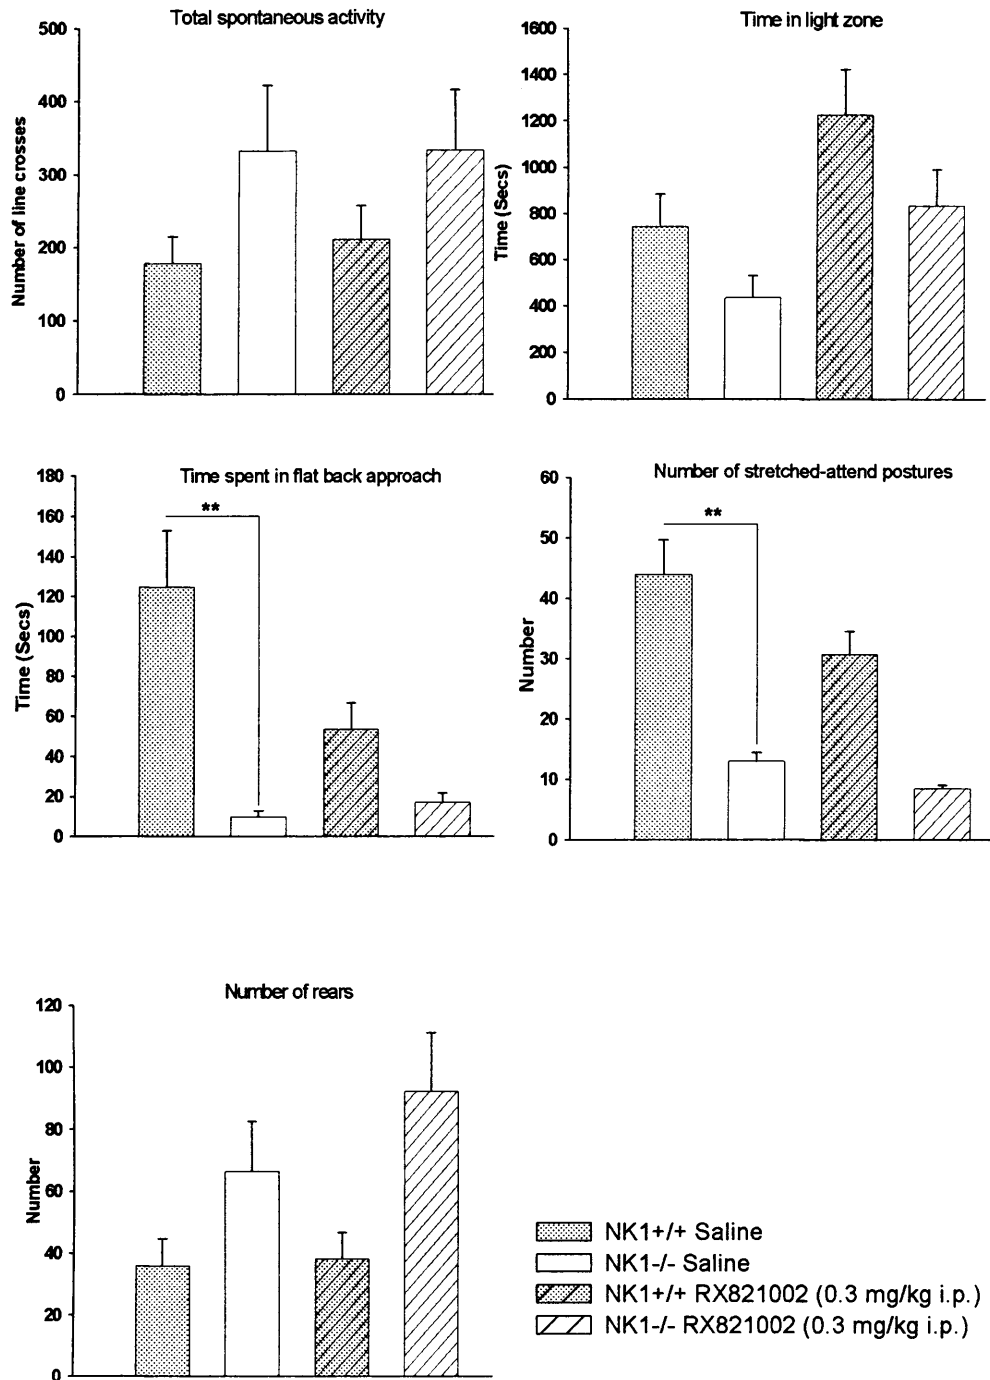 Total spontaneous activity
500
400
300
200
100
0
Number of line crosses
Time in light zone
1600
1400
1200
1000
800
600
400
200
0
Time (Secs)
Time spent in flat back approach
180
160
140
120
100
80
60
40
20
0
Time (Secs)
**
Number of stretched-attend postures
60
50
40
30
20
10
0
Number
**
Number of rears
120
100
80
60
40
20
0
Number
NK1+/+ Saline
NK1-/- Saline
NK1+/+ RX821002 (0.3 mg/kg i.p.)
NK1-/- RX821002 (0.3 mg/kg i.p.)